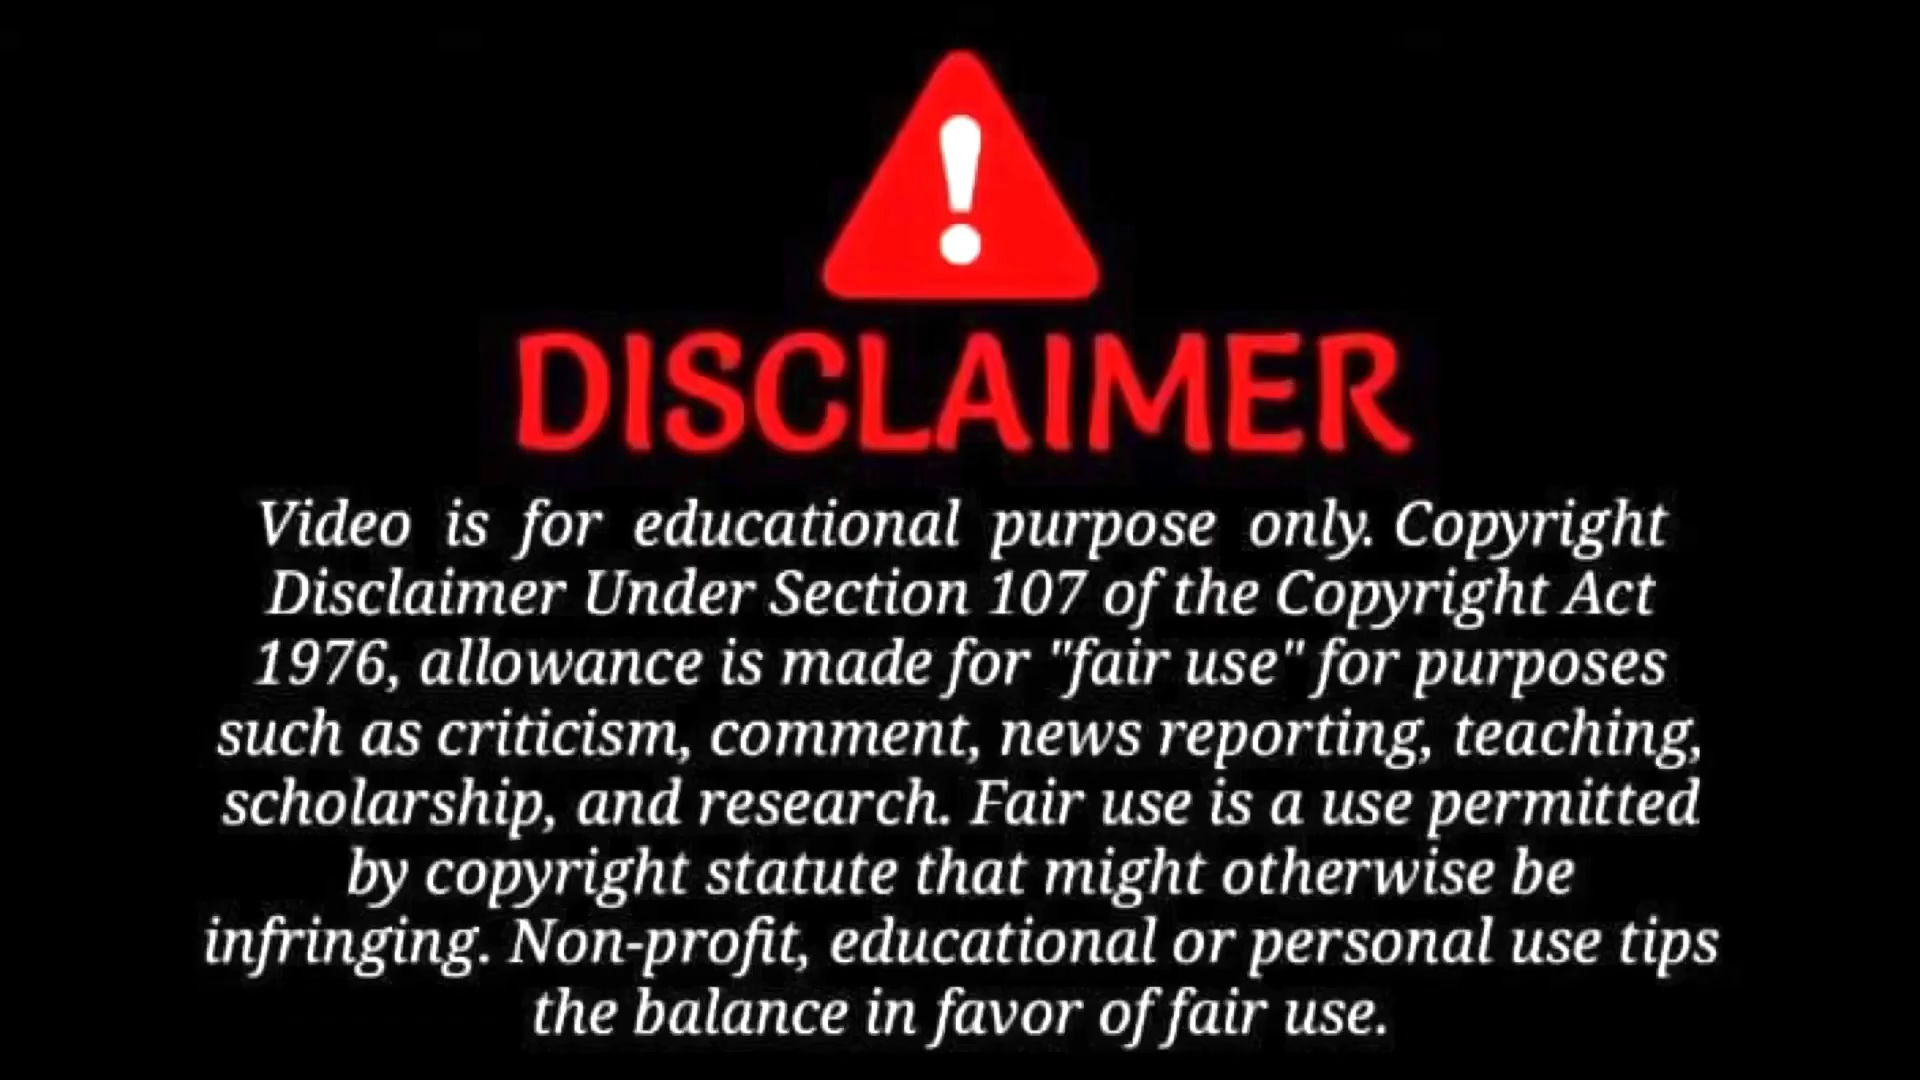 DISCLAIMER
Video is for educational purpose only. Copyright
Disclaimer Under Section 107 of the Copyright Act
1976, allowance is made for "fair use" for purposes
such as criticism, comment, news reporting, teaching,
scholarship, and research. Fair use is a use permitted
by copyright statute that might otherwise be
infringing. Non-profit, educational or personal use tips
the balance in favor of fair use.